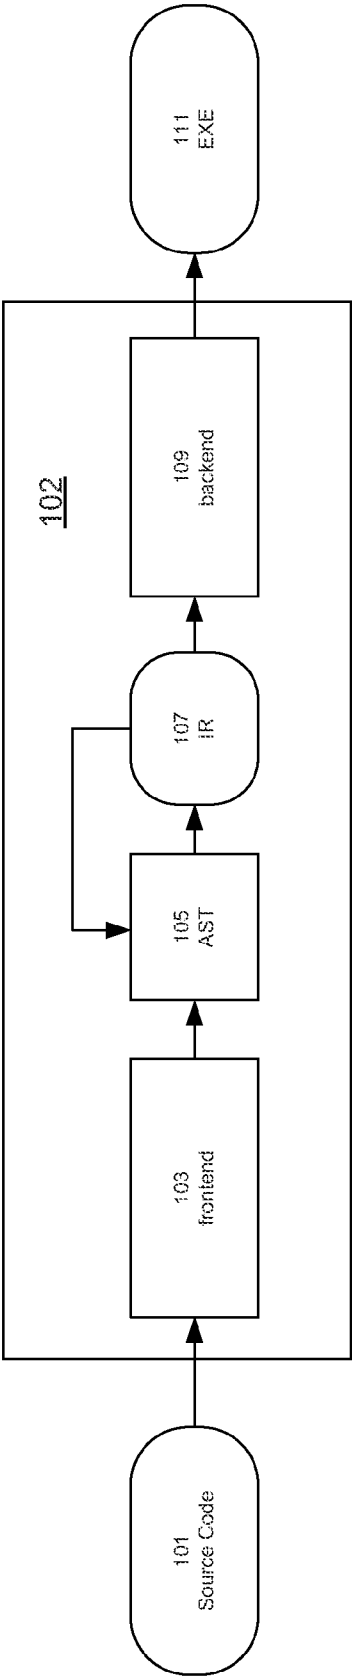 102
101
Source Code
103
frontend
105
AST
107
IR
109
backend
111
EXE